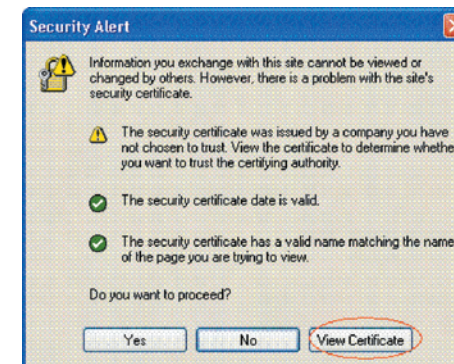 Security Alert
Information you exchange with this site cannot be viewed or
changed by others. However, there is a problem with the site's
security certificate.
The security certificate was issued by a company you have
not chosen to trust. View the certificate to determine whethe
you want to trust the certifying authority.
The security certificate date is valid.
The security certificate has a valid name matching the name
of the page you are trying to view.
Do you want to proceed?
Yes No View Certificate